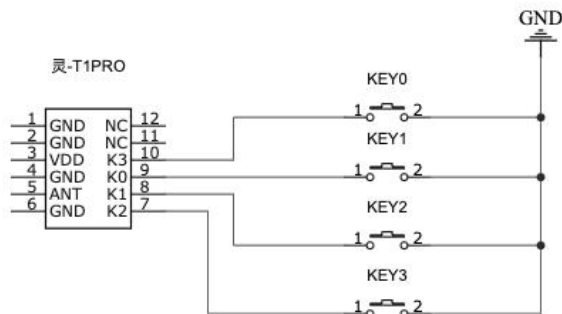 GND
灵-T1PRO
KEY0
1 2
KEY1
1 2
KEY2
1 2
KEY3
1 2
1 GND NC 12
2 GND NC 11
3 VDD K3 10
4 GND K0 9
5 ANT K1 8
6 GND K2 7